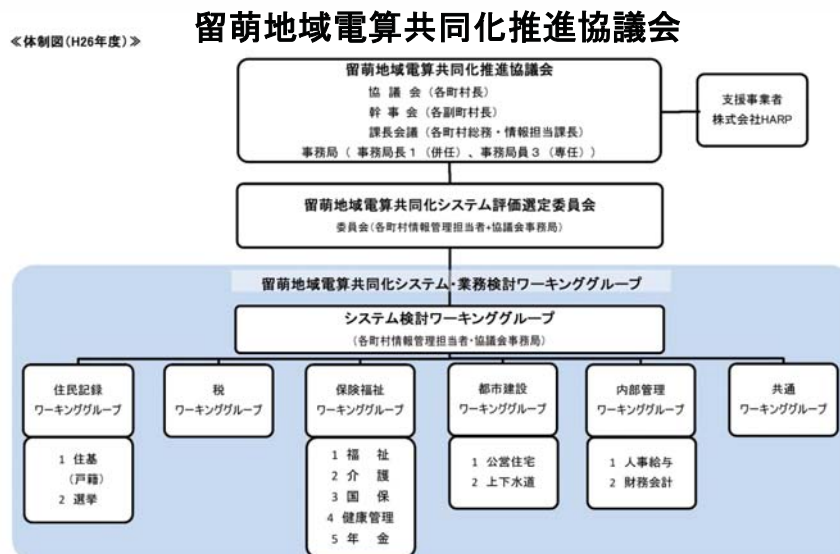 留萌地域電算共同化推進協議会
≪体制図(H26年度)≫
留萌地域電算共同化推進協議会
協 議 会 (各町村長)
幹 事 会 (各副町村長)
課長会議 (各町村総務・情報担当課長)
事務局 ( 事務局長1 (併任)、事務局員3 (専任) )
支援事業者
株式会社HARP
留萌地域電算共同化システム評価選定委員会
委員会(各町村情報管理担当者+協議会事務局)
留萌地域電算共同化システム・業務検討ワーキンググループ
システム検討ワーキンググループ
(各町村情報管理担当者・協議会事務局)
住民記録
ワーキンググループ
税
ワーキンググループ
保険福祉
ワーキンググループ
都市建設
ワーキンググループ
内部管理
ワーキンググループ
共通
ワーキンググループ
1 住基
(戸籍)
2 選挙
1 福 祉
2 介 護
3 国 保
4 健康管理
5 年 金
1 公営住宅
2 上下水道
1 人事給与
2 財務会計